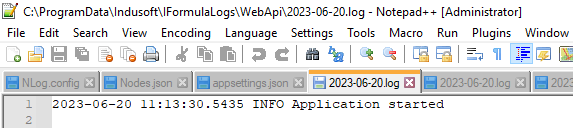 C:\ProgramData\Indusoft\IFormulaLogs\WebApi\2023-06-20.log - Notepad++ [Administrator]
File Edit Search View Encoding Language Settings Tools Macro Run Plugins Window
NLog.config Nodes.json appsettings.json 2023-06-20.log 2023-06-20.log 2023
1 2023-06-20 11:13:30.5435 INFO Application started
2